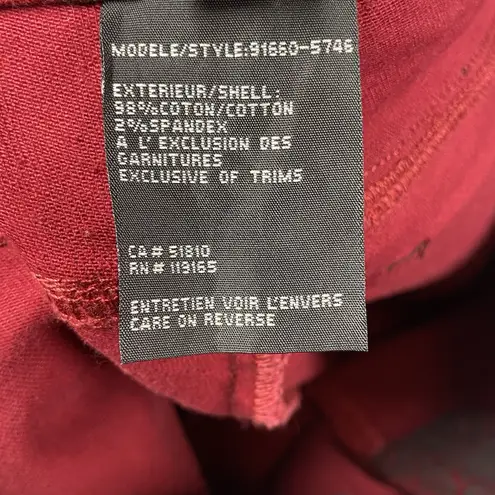 MODELE/STYLE:91660-5746
EXTERIEUR/SHELL:
98%COTON/COTTON
2%SPANDEX
A L'EXCLUSION DES
GARNITURES
EXCLUSIVE OF TRIMS
CA# 51810
RN# 119165
ENTRETIEN VOIR L'ENVERS
CARE ON REVERSE